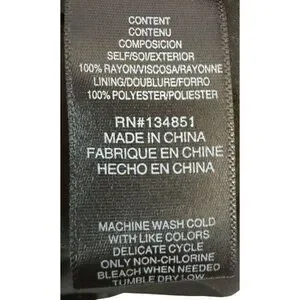 CONTENT
CONTENU
COMPOSICION
SELF/SOI/EXTERIOR
100% RAYON/VISCOSA/RAYONNE
LINING/DOUBLURE/FORRO
100% POLYESTER/POLIESTER
RN#134851
MADE IN CHINA
FABRIQUE EN CHINE
HECHO EN CHINA
MACHINE WASH COLD
WITH LIKE COLORS
DELICATE CYCLE
ONLY NON-CHLORINE
BLEACH WHEN NEEDED
TUMBLE DRY LOW